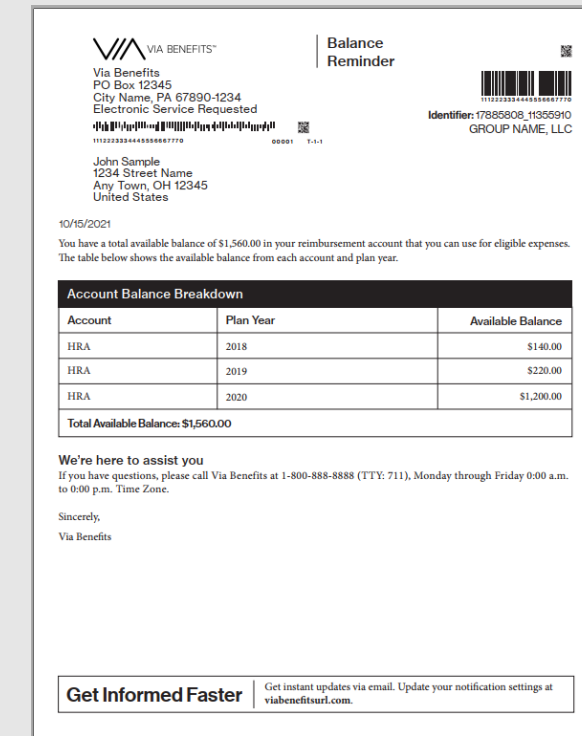 VIA BENEFITS™
Balance
Reminder
Via Benefits
PO Box 12345
City Name, PA 67890-1234
Electronic Service Requested
11122233344455566677770
Identifier: 17885808_11355910
GROUP NAME, LLC
11122233344455566677770 00001 T-1-1
John Sample
1234 Street Name
Any Town, OH 12345
United States
10/15/2021
You have a total available balance of $1,560.00 in your reimbursement account that you can use for eligible expenses.
The table below shows the available balance from each account and plan year.
Account Balance Breakdown
Account Plan Year Available Balance
HRA 2018 $140.00
HRA 2019 $220.00
HRA 2020 $1,200.00
Total Available Balance: $1,560.00
We're here to assist you
If you have questions, please call Via Benefits at 1-800-888-8888 (TTY: 711), Monday through Friday 0:00 a.m.
to 0:00 p.m. Time Zone.
Sincerely,
Via Benefits
Get Informed Faster
Get instant updates via email. Update your notification settings at
viabenefitsurl.com.